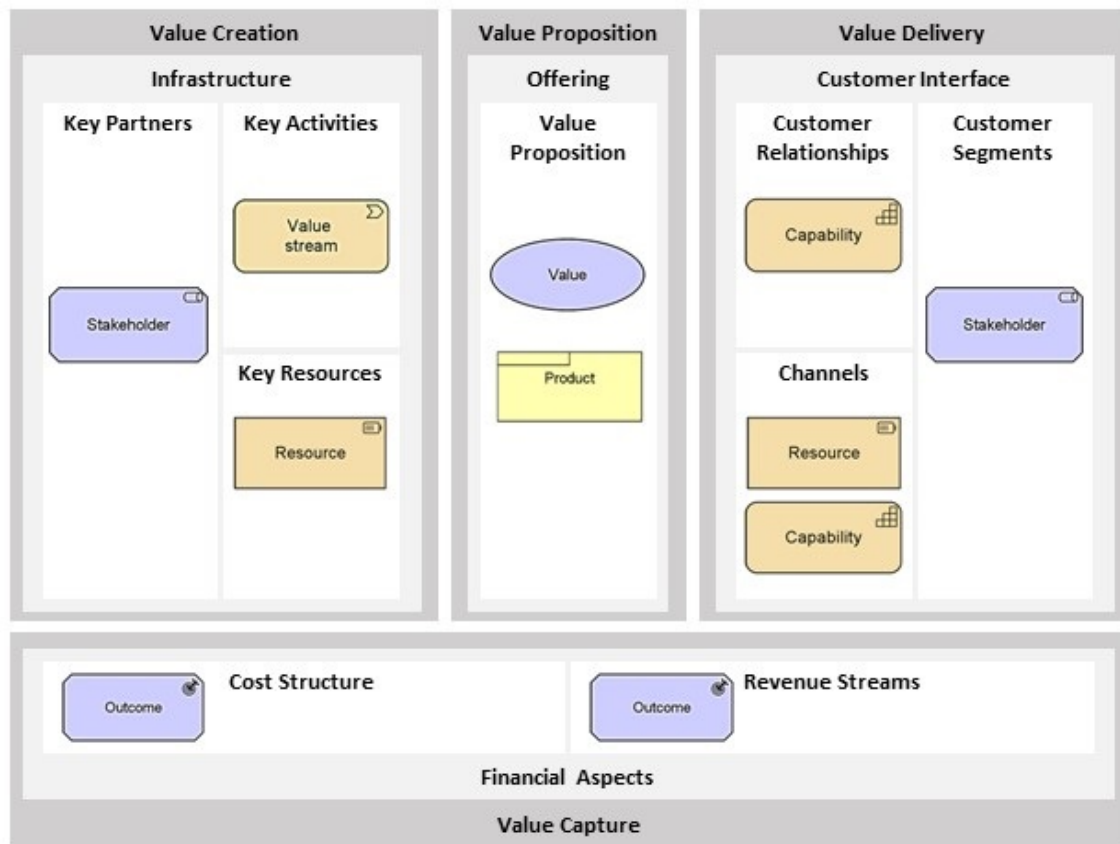 Value Creation
Infrastructure
Key Partners
Stakeholder
Key Activities
Value
stream
Key Resources
Resource
Value Proposition
Offering
Value
Proposition
Value
Product
Value Delivery
Customer Interface
Customer
Relationships
Capability
Channels
Resource
Capability
Customer
Segments
Stakeholder
Outcome
Cost Structure
Outcome
Revenue Streams
Financial Aspects
Value Capture